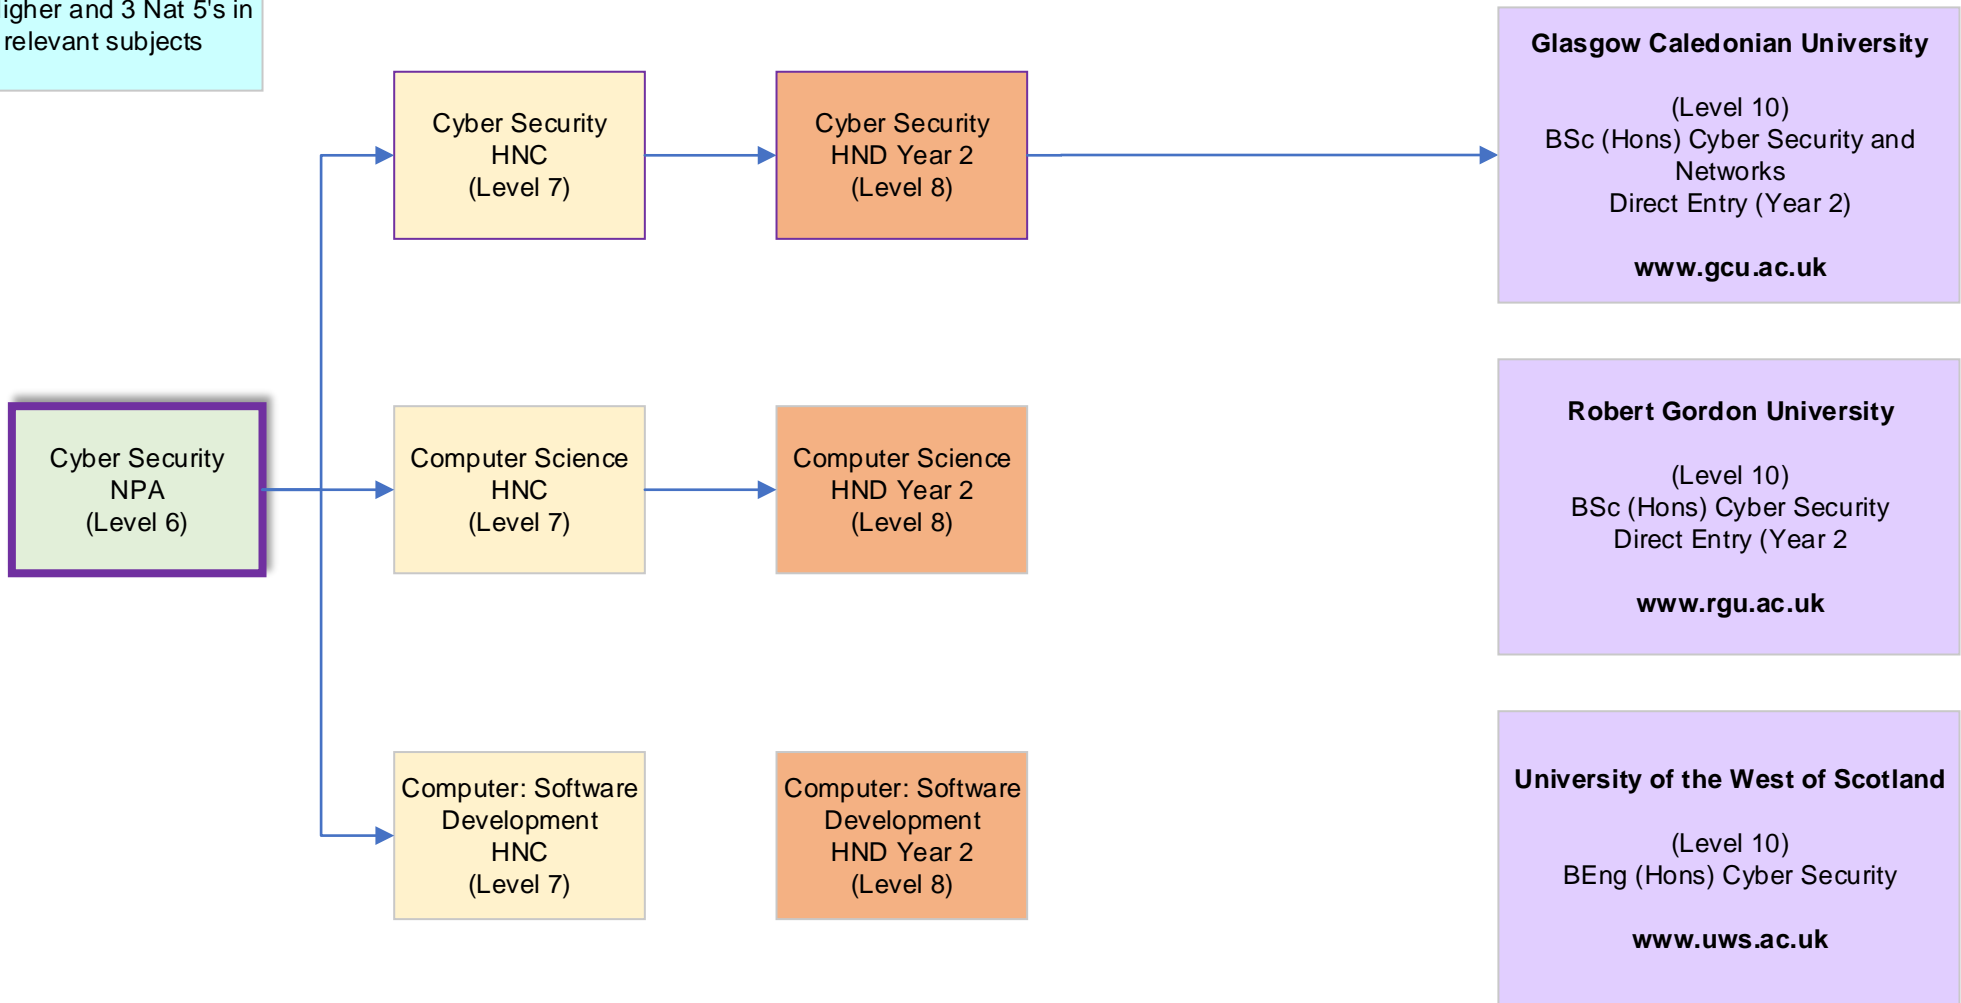 3 Nat 5's in
relevant subjects
Cyber Security
HNC
(Level 7)
Cyber Security
HND Year 2
(Level 8)
Glasgow Caledonian University
(Level 10)
BSc (Hons) Cyber Security and
Networks
Direct Entry (Year 2)
www.gcu.ac.uk
Cyber Security
NPA
(Level 6)
Computer Science
HNC
(Level 7)
Computer Science
HND Year 2
(Level 8)
Robert Gordon University
(Level 10)
BSc (Hons) Cyber Security
Direct Entry (Year 2
www.rgu.ac.uk
Computer: Software
Development
HNC
(Level 7)
Computer: Software
Development
HND Year 2
(Level 8)
University of the West of Scotland
(Level 10)
BEng (Hons) Cyber Security
www.uws.ac.uk